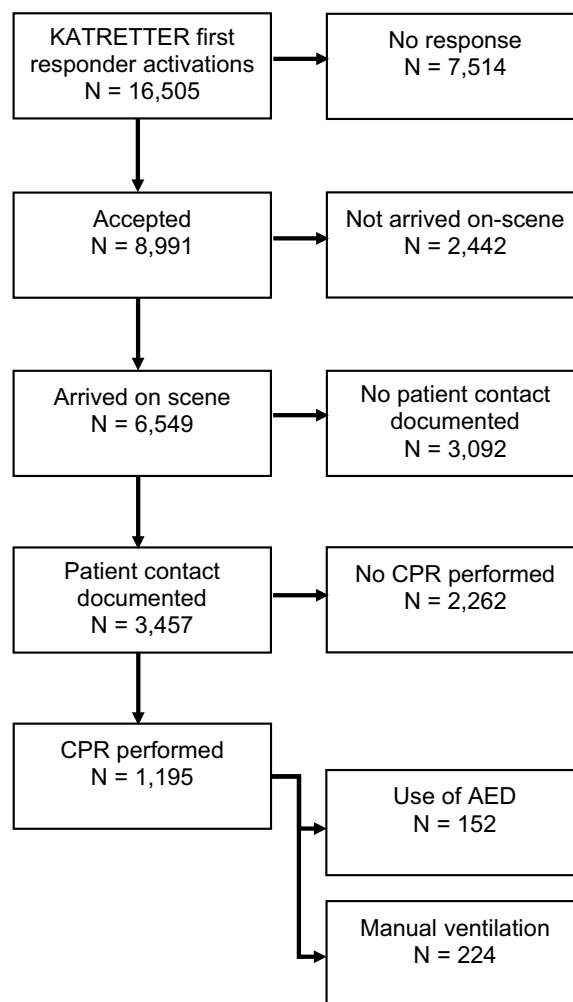 KATRETTER first
responder activations
N = 16,505
No response
N = 7,514
Accepted
N = 8,991
Not arrived on-scene
N = 2,442
Arrived on scene
N = 6,549
No patient contact
documented
N = 3,092
Patient contact
documented
N = 3,457
No CPR performed
N = 2,262
CPR performed
N = 1,195
Use of AED
N = 152
Manual ventilation
N = 224